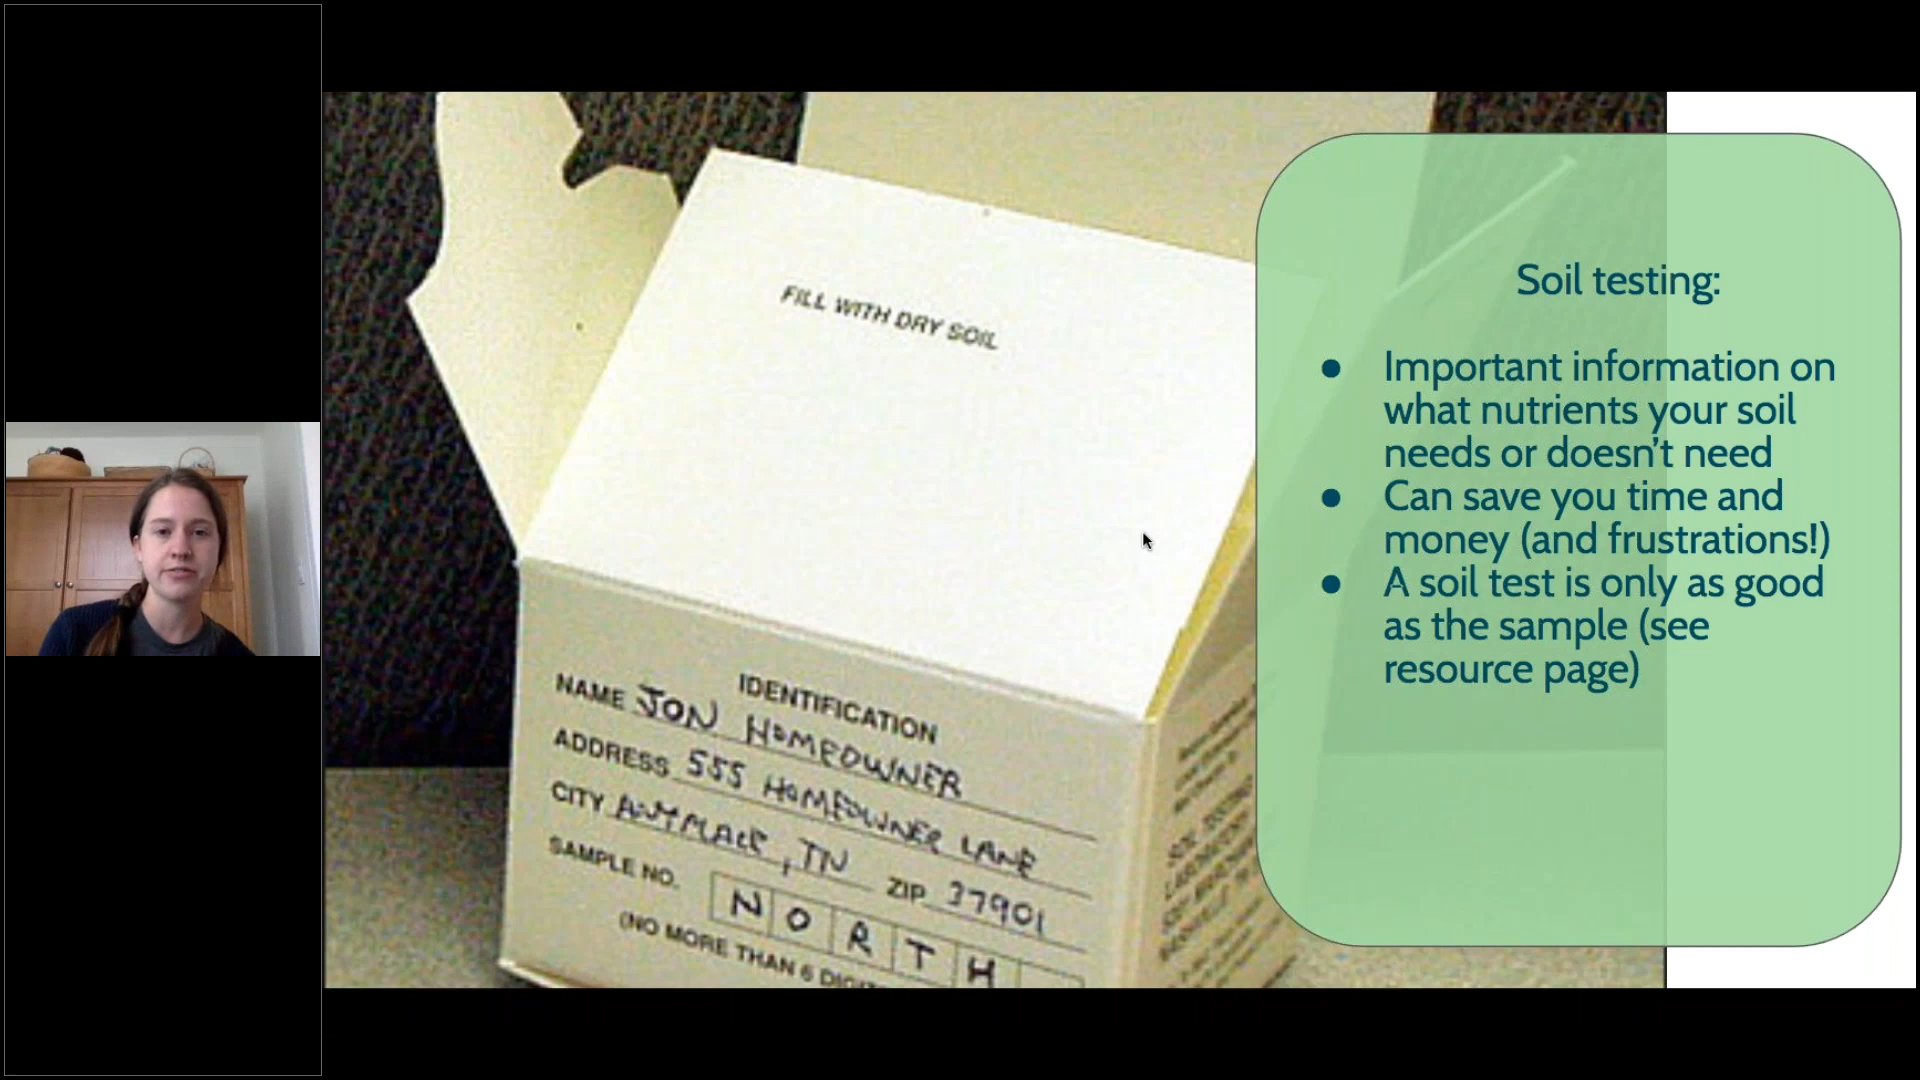 FILL WITH DRY SOIL
IDENTIFICATION
NAME JON HOMEOWNER
ADDRESS 555 HOMEOWNER LANE
CITY ANYPLACE, TN ZIP 37901
SAMPLE NO. NORTH
(NO MORE THAN 6
Soil testing:
● Important information on
what nutrients your soil
needs or doesn't need
● Can save you time and
money (and frustrations!)
● A soil test is only as good
as the sample (see
resource page)